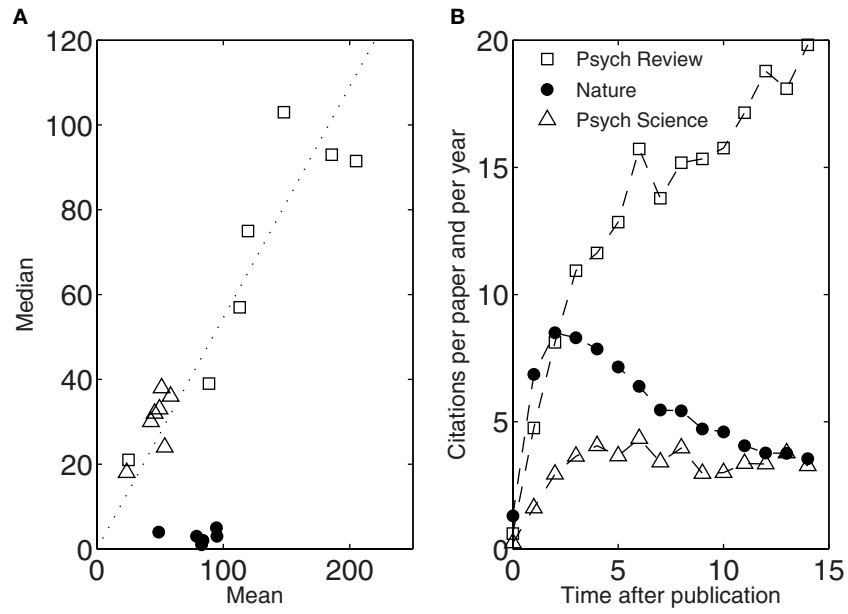 A
120
100
80
60
40
20
0
Median
0 100 200
Mean
B
20
15
10
5
0
Citations per paper and per year
Psych Review
Nature
Psych Science
0 5 10 15
Time after publication